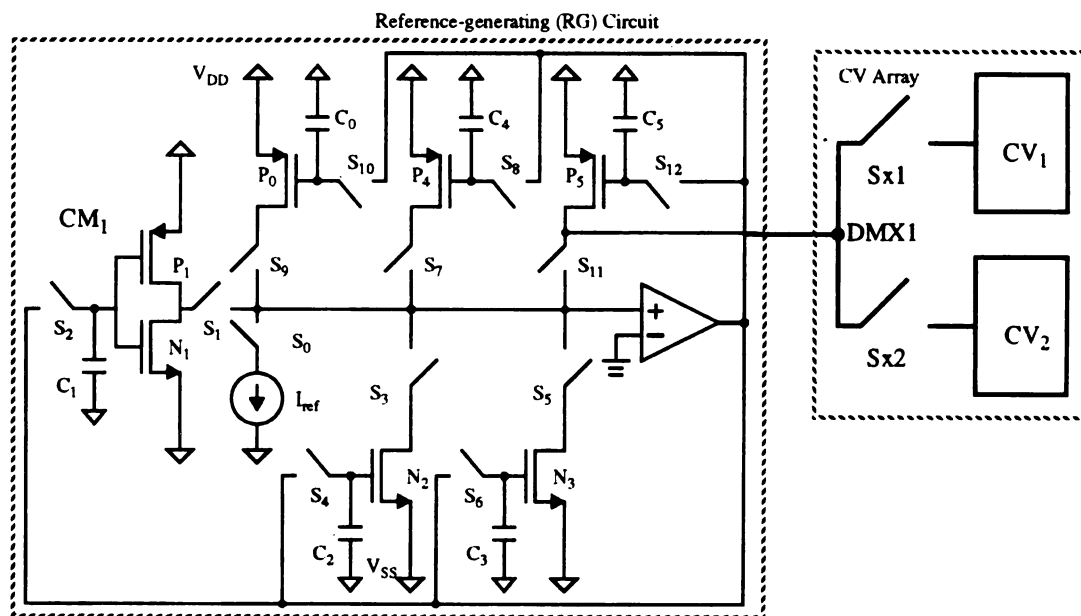 Reference-generating (RG) Circuit
V_DD
C_0
C_4
C_5
CV Array
P_0
S_10
P_4
S_8
P_5
S_12
CV_1
Sx1
CM_1
DMX1
P_1
S_9
S_7
S_11
S_2
S_1
S_0
+
−
N_1
C_1
I_ref
S_3
S_5
Sx2
CV_2
S_4
N_2
S_6
N_3
C_2
V_SS
C_3